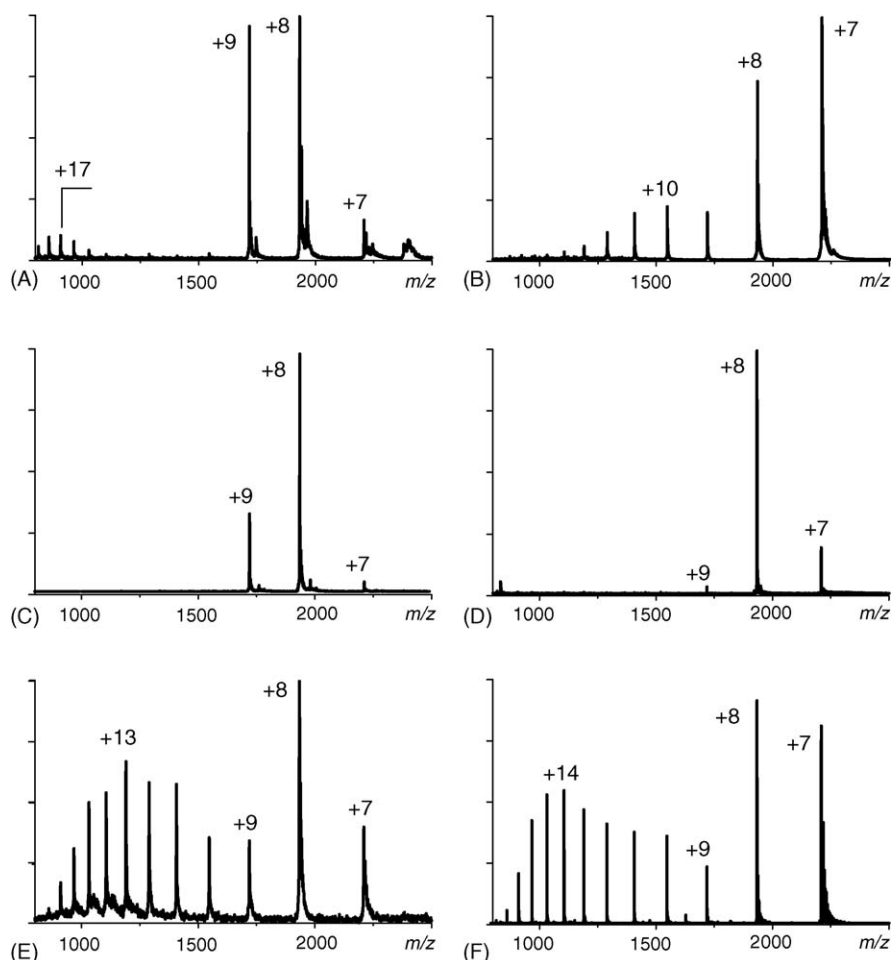 +9 +8 +7 +17
1000 1500 2000 m/z
(A)
+7 +8 +10
1000 1500 2000 m/z
(B)
+8 +9 +7
1000 1500 2000 m/z
(C)
+8 +7 +9
1000 1500 2000 m/z
(D)
+8 +13 +9 +7
1000 1500 2000 m/z
(E)
+8 +7 +14 +9
1000 1500 2000 m/z
(F)